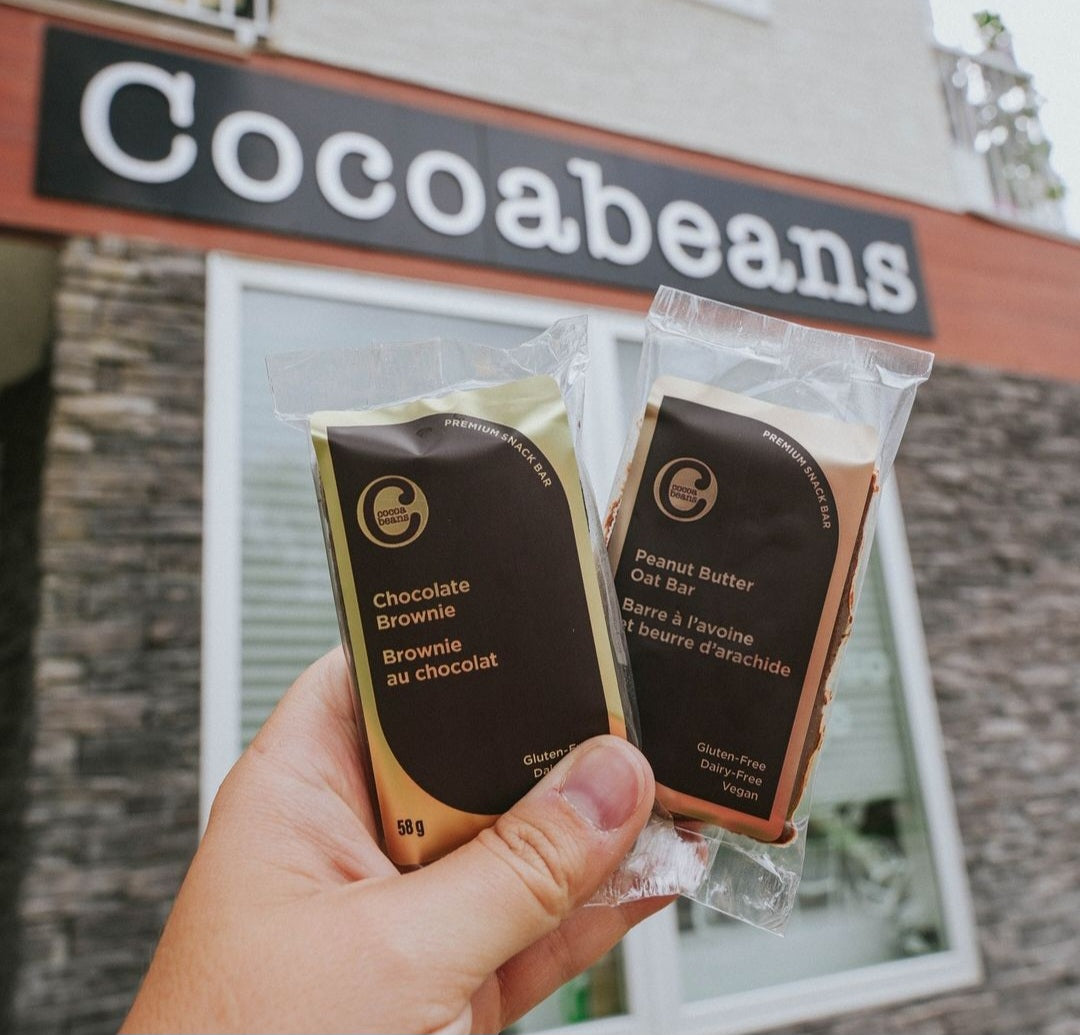 Cocoabeans
PREMIUM SNACK BAR
cocoa
beans
Chocolate
Brownie
Brownie
au chocolat
58 g
PREMIUM SNACK BAR
cocoa
beans
Peanut Butter
Oat Bar
Barre à l'avoine
et beurre d'arachide
Gluten-Free
Dairy-Free
Vegan